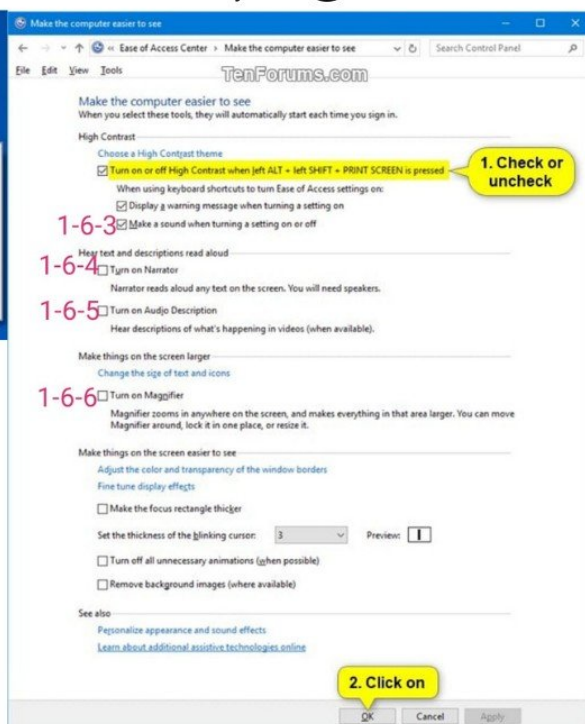 Make the computer easier to see
« Ease of Access Center › Make the computer easier to see
Search Control Panel
File Edit View Tools
TenForums.com
Make the computer easier to see
When you select these tools, they will automatically start each time you sign in.
High Contrast
Choose a High Contrast theme
Turn on or off High Contrast when left ALT + left SHIFT + PRINT SCREEN is pressed
1. Check or
uncheck
When using keyboard shortcuts to turn Ease of Access settings on:
Display a warning message when turning a setting on
1-6-3 Make a sound when turning a setting on or off
Hear text and descriptions read aloud
1-6-4 Turn on Narrator
Narrator reads aloud any text on the screen. You will need speakers.
1-6-5 Turn on Audio Description
Hear descriptions of what's happening in videos (when available).
Make things on the screen larger
Change the size of text and icons
1-6-6 Turn on Magnifier
Magnifier zooms in anywhere on the screen, and makes everything in that area larger. You can move
Magnifier around, lock it in one place, or resize it.
Make things on the screen easier to see
Adjust the color and transparency of the window borders
Fine tune display effects
Make the focus rectangle thicker
Set the thickness of the blinking cursor: 3 Preview:
Turn off all unnecessary animations (when possible)
Remove background images (where available)
See also
Personalize appearance and sound effects
Learn about additional assistive technologies online
2. Click on
OK Cancel Apply